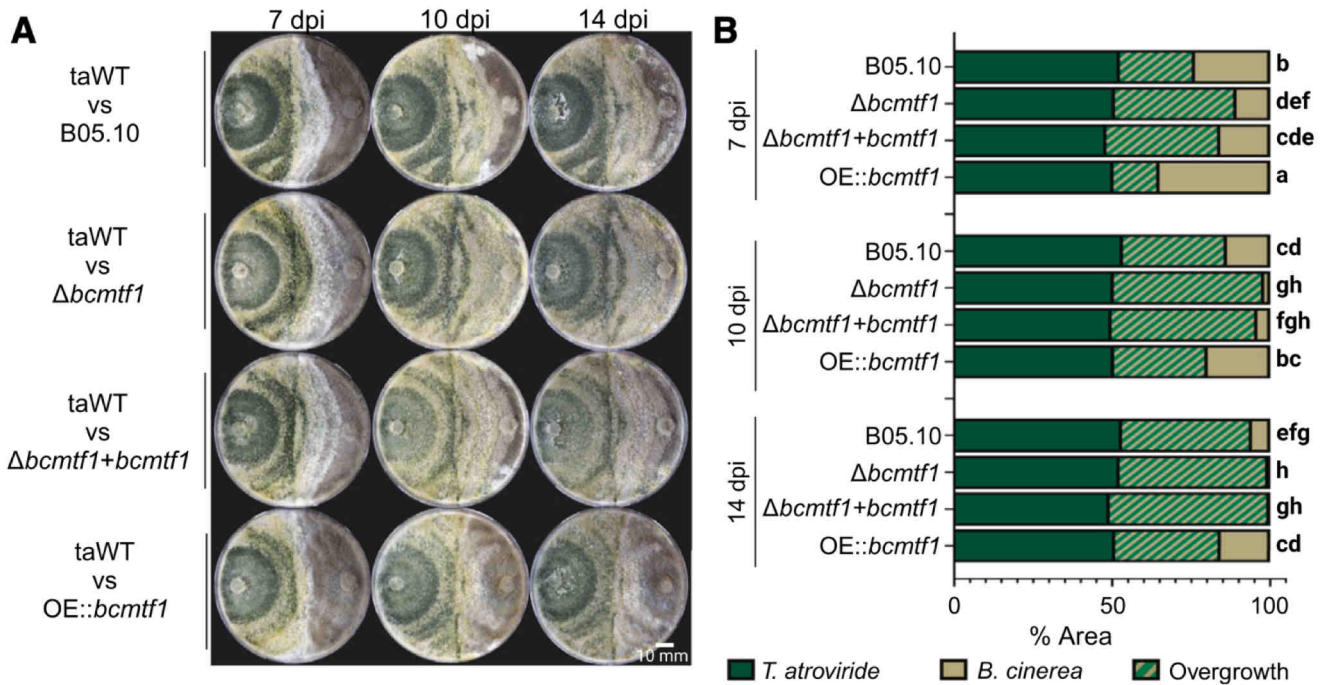 A
7 dpi 10 dpi 14 dpi
taWT
vs
B05.10
taWT
vs
Δbcmtf1
taWT
vs
Δbcmtf1+bcmtf1
taWT
vs
OE::bcmtf1
10 mm
B
7 dpi
B05.10 b
Δbcmtf1 def
Δbcmtf1+bcmtf1 cde
OE::bcmtf1 a
10 dpi
B05.10 cd
Δbcmtf1 gh
Δbcmtf1+bcmtf1 fgh
OE::bcmtf1 bc
14 dpi
B05.10 efg
Δbcmtf1 h
Δbcmtf1+bcmtf1 gh
OE::bcmtf1 cd
0 50 100
% Area
T. atroviride B. cinerea Overgrowth